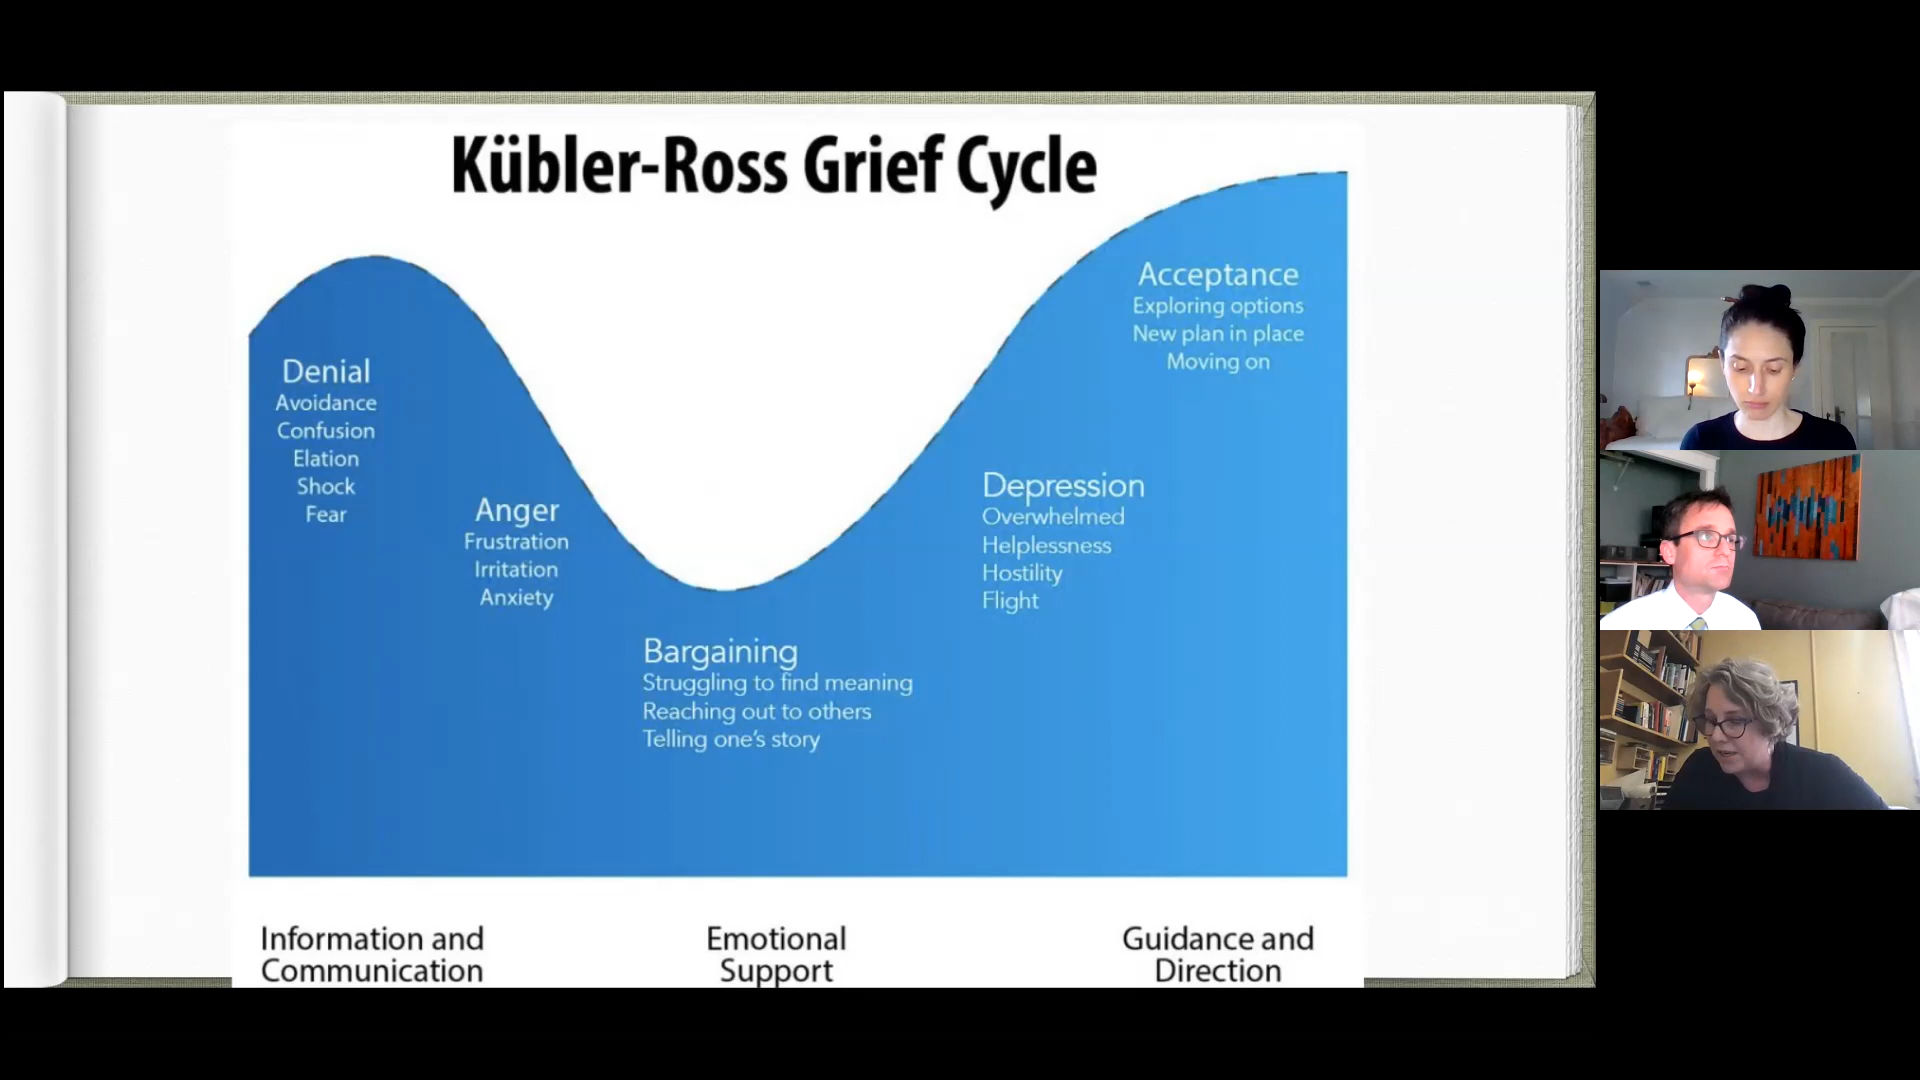 Kübler-Ross Grief Cycle
Denial
Avoidance
Confusion
Elation
Shock
Fear
Anger
Frustration
Irritation
Anxiety
Bargaining
Struggling to find meaning
Reaching out to others
Telling one's story
Depression
Overwhelmed
Helplessness
Hostility
Flight
Acceptance
Exploring options
New plan in place
Moving on
Information and
Communication
Emotional
Support
Guidance and
Direction